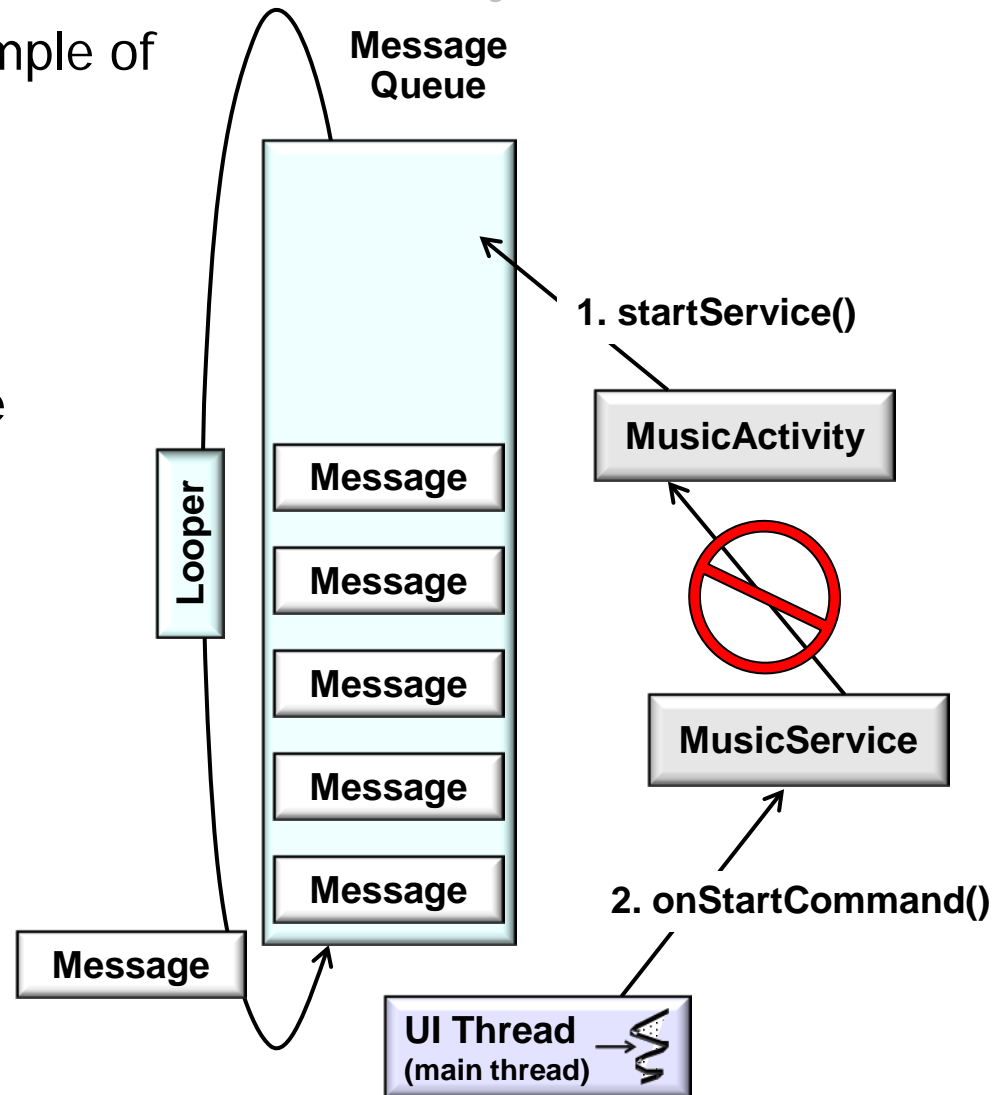 mple of
Message
Queue
1. startService()
e
MusicActivity
Message
Looper
Message
Message
MusicService
Message
Message
2. onStartCommand()
Message
UI Thread
(main thread)